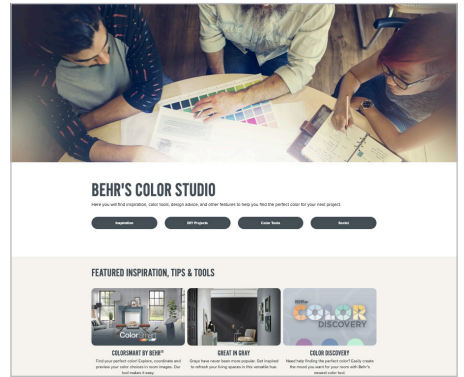 BEHR'S COLOR STUDIO
Here you will find inspiration, color tools, design advice, and other features to help you find the perfect color for your next project.
Inspiration
DIY Projects
Color Tools
Social
FEATURED INSPIRATION, TIPS & TOOLS
ColorSmart
BEHR
COLOR
DISCOVERY
COLORSMART BY BEHR®
GREAT IN GRAY
COLOR DISCOVERY
Find your perfect color! Explore, coordinate and
preview your color choices in room images. Our
tool makes it easy.
Grays have never been more popular. Get inspired
to refresh your living spaces in this versatile hue.
Need help finding the perfect color? Easily create
the mood you want for your room with Behr's
newest color tool.